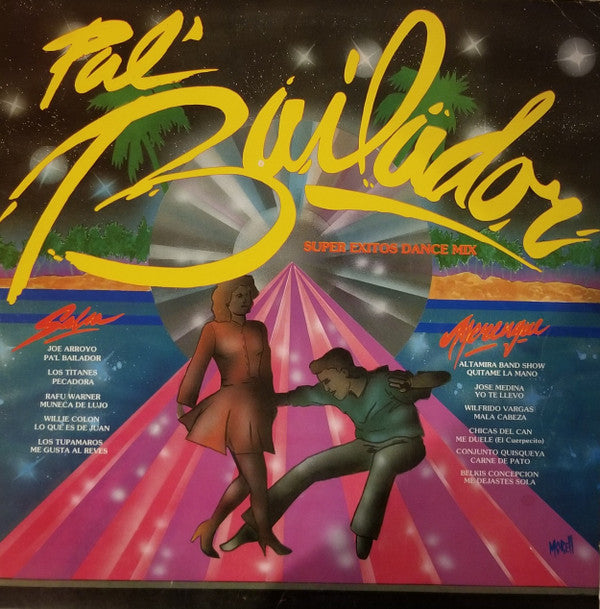 Pal'
Bailador
SUPER EXITOS DANCE MIX
Salsa
JOE ARROYO
PA'L BAILADOR
LOS TITANES
PECADORA
RAFU WARNER
MUNECA DE LUJO
WILLIE COLON
LO QUE ES DE JUAN
LOS TUPAMAROS
ME GUSTA AL REVES
Merengue
ALTAMIRA BAND SHOW
QUITAME LA MANO
JOSE MEDINA
YO TE LLEVO
WILFRIDO VARGAS
MALA CABEZA
CHICAS DEL CAN
ME DUELE (El Cuerpecito)
CONJUNTO QUISQUEYA
CARNE DE PATO
BELKIS CONCEPCION
ME DEJASTES SOLA